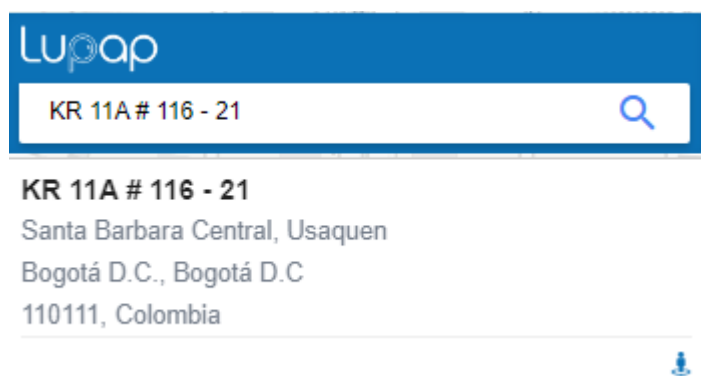 Lupap
KR 11A # 116 - 21
KR 11A # 116 - 21
Santa Barbara Central, Usaquen
Bogotá D.C., Bogotá D.C
110111, Colombia